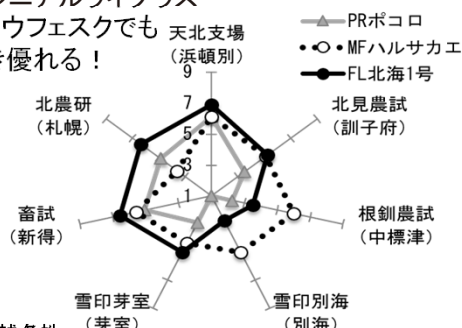 ウフェスクでも
優れる！
PRポコロ
MFハルサカエ
FL北海1号
天北支場
(浜頓別)
9
7
5
3
1
北見農試
(訓子府)
根釧農試
(中標津)
雪印別海
(別海)
雪印芽室
(芽室)
畜試
(新得)
北農研
(札幌)